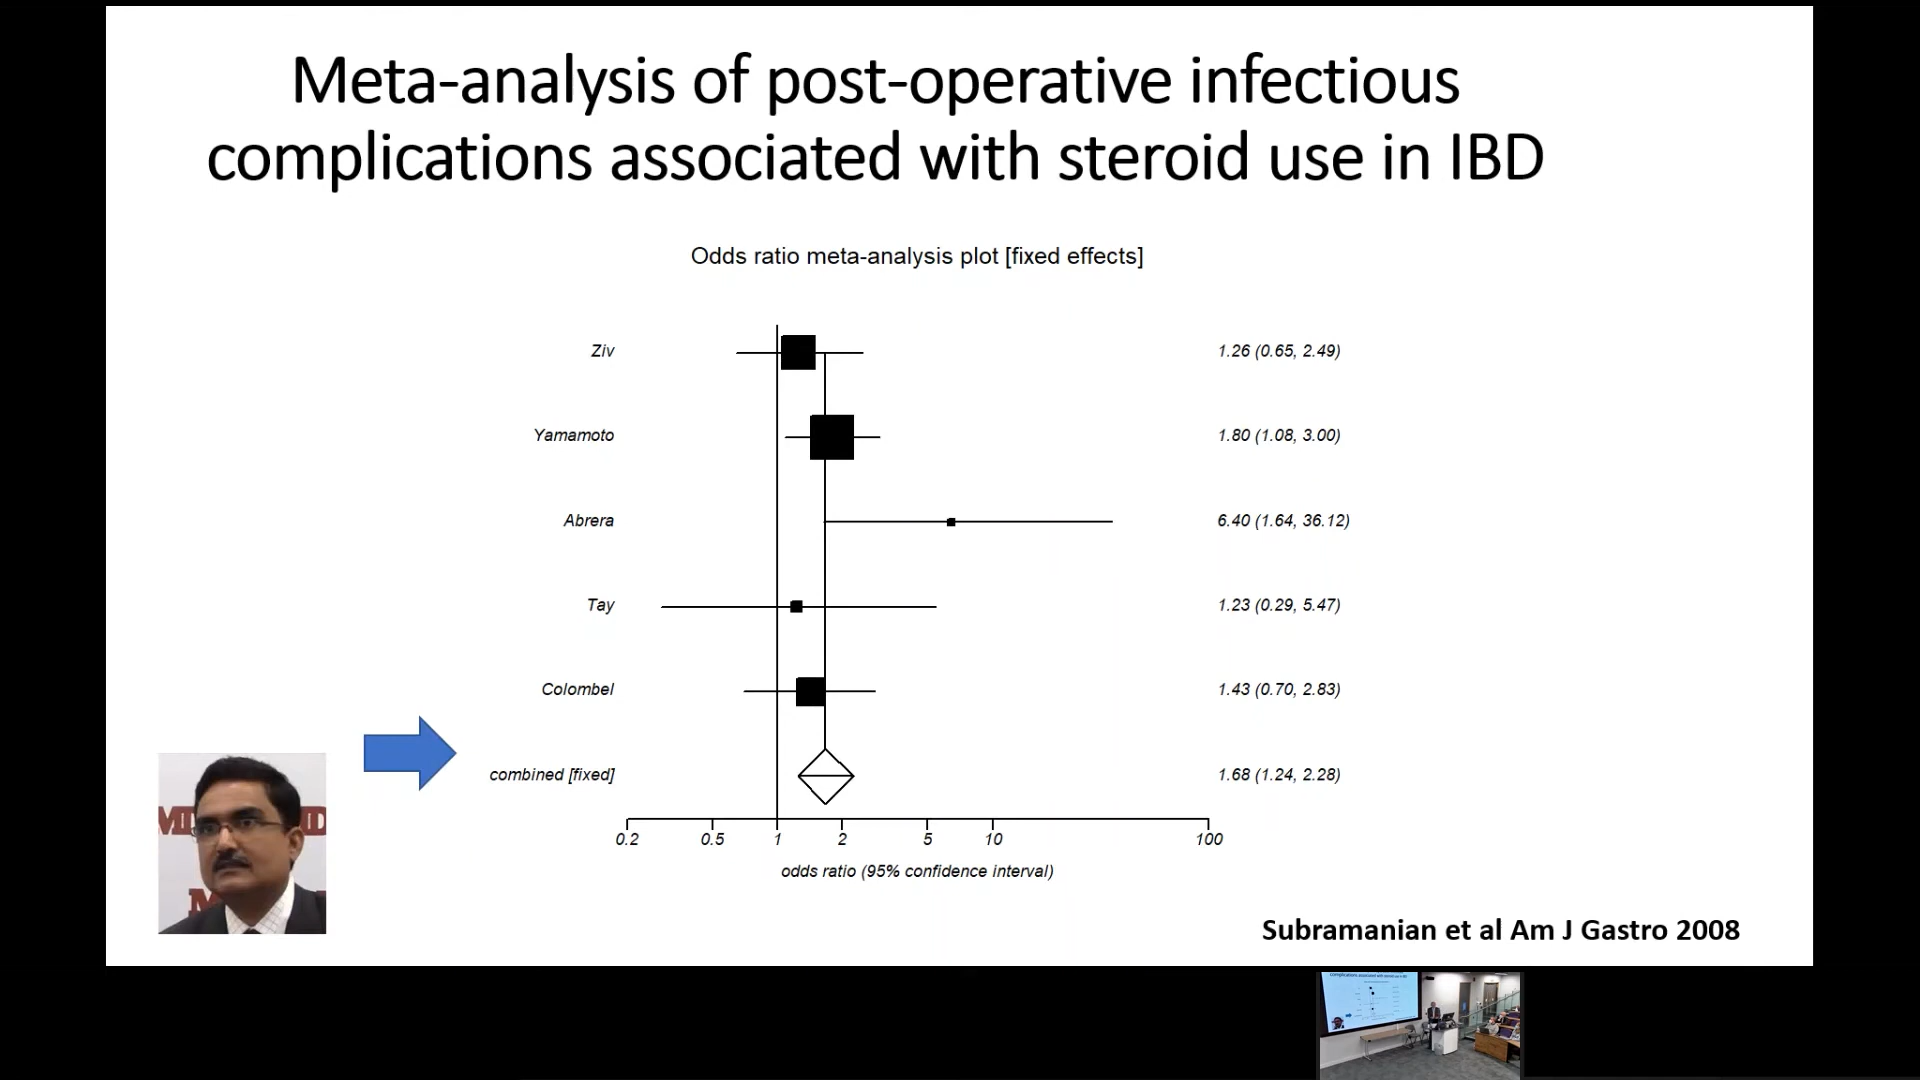 Meta-analysis of post-operative infectious
complications associated with steroid use in IBD
Odds ratio meta-analysis plot [fixed effects]
Ziv 1.26 (0.65, 2.49)
Yamamoto 1.80 (1.08, 3.00)
Abrera 6.40 (1.64, 36.12)
Tay 1.23 (0.29, 5.47)
Colombel 1.43 (0.70, 2.83)
combined [fixed] 1.68 (1.24, 2.28)
0.2 0.5 1 2 5 10 100
odds ratio (95% confidence interval)
Subramanian et al Am J Gastro 2008